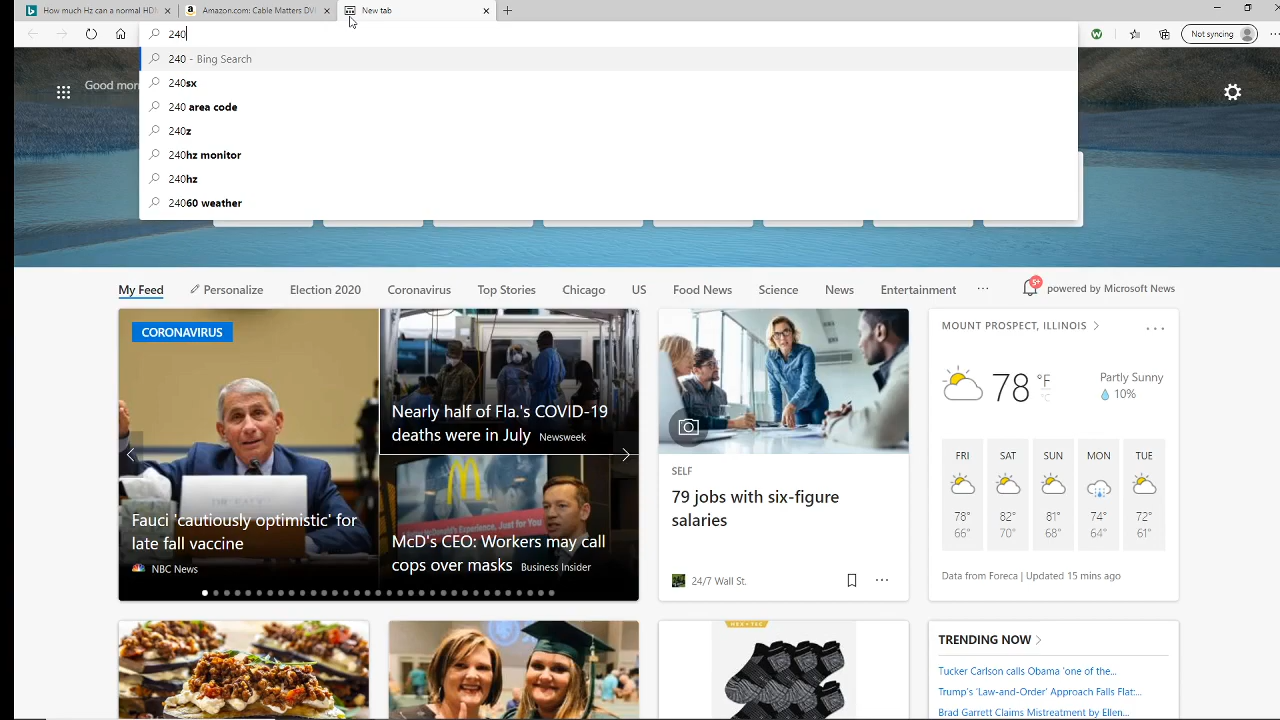 How much Hz can a normal HDMI
Amazon.com: Cable Matters DVI
New tab
240
Not syncing
240 - Bing Search
240sx
240 area code
240z
240hz monitor
240hz
24060 weather
Good mor
My Feed
Personalize
Election 2020
Coronavirus
Top Stories
Chicago
US
Food News
Science
News
Entertainment
5+
powered by Microsoft News
CORONAVIRUS
Fauci 'cautiously optimistic' for
late fall vaccine
NBC News
Nearly half of Fla.'s COVID-19
deaths were in July Newsweek
McD's CEO: Workers may call
cops over masks Business Insider
SELF
79 jobs with six-figure
salaries
24/7 Wall St.
MOUNT PROSPECT, ILLINOIS
78 °F
°C
Partly Sunny
10%
FRI SAT SUN MON TUE
78° 82° 81° 74° 72°
66° 70° 68° 64° 61°
Data from Foreca | Updated 15 mins ago
TRENDING NOW
Tucker Carlson calls Obama 'one of the...
Trump's 'Law-and-Order' Approach Falls Flat:...
Brad Garrett Claims Mistreatment by Ellen...